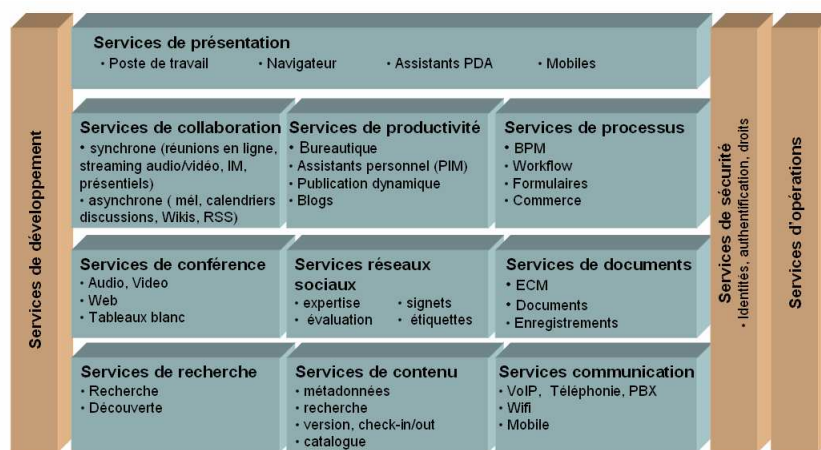 Services de développement
Services de présentation
• Poste de travail • Navigateur • Assistants PDA • Mobiles
Services de collaboration
• synchrone (réunions en ligne,
streaming audio/vidéo, IM,
présentiels)
• asynchrone ( mél, calendriers
discussions, Wikis, RSS)
Services de productivité
• Bureautique
• Assistants personnel (PIM)
• Publication dynamique
• Blogs
Services de processus
• BPM
• Workflow
• Formulaires
• Commerce
Services de conférence
• Audio, Video
• Web
• Tableaux blanc
Services réseaux
sociaux
• expertise • signets
• évaluation • étiquettes
Services de documents
• ECM
• Documents
• Enregistrements
Services de recherche
• Recherche
• Découverte
Services de contenu
• métadonnées
• recherche
• version, check-in/out
• catalogue
Services communication
• VoIP, Téléphonie, PBX
• Wifi
• Mobile
Services de sécurité
• Identités, authentification, droits
Services d'opérations